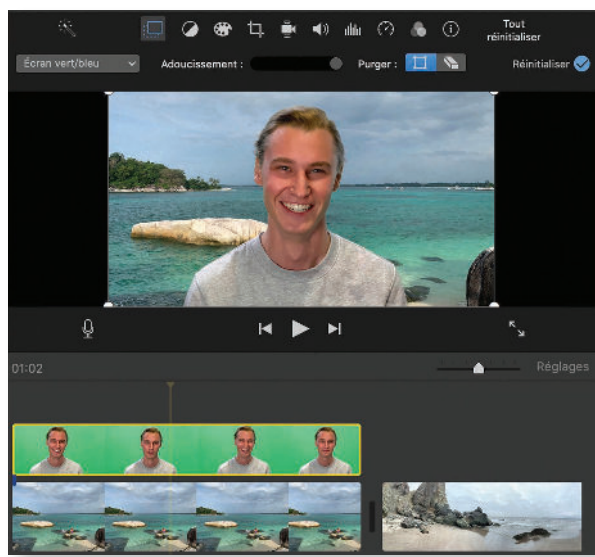 Tout
réinitialiser
Écran vert/bleu
Adoucissement :
Purger :
Réinitialiser
01:02
Réglages